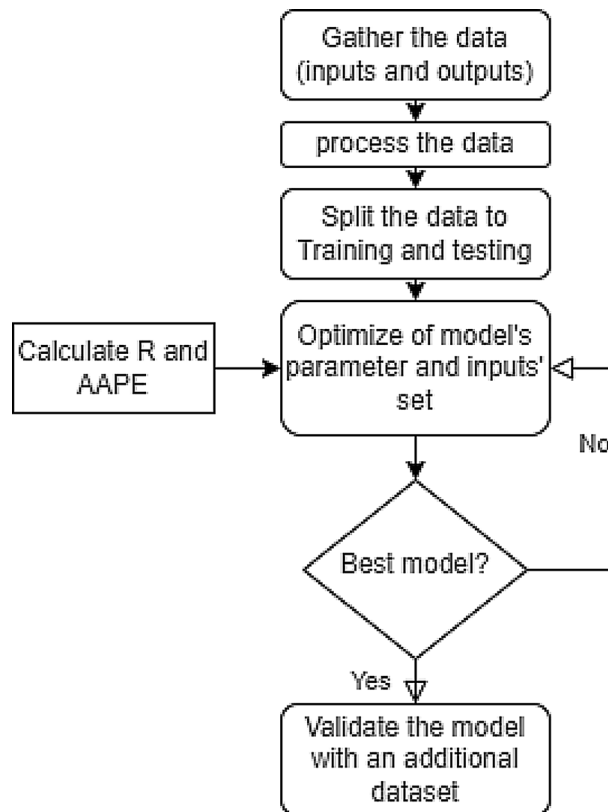 Gather the data
(inputs and outputs)
process the data
Split the data to
Training and testing
Optimize of model's
parameter and inputs'
set
Calculate R and
AAPE
No
Best model?
Yes
Validate the model
with an additional
dataset